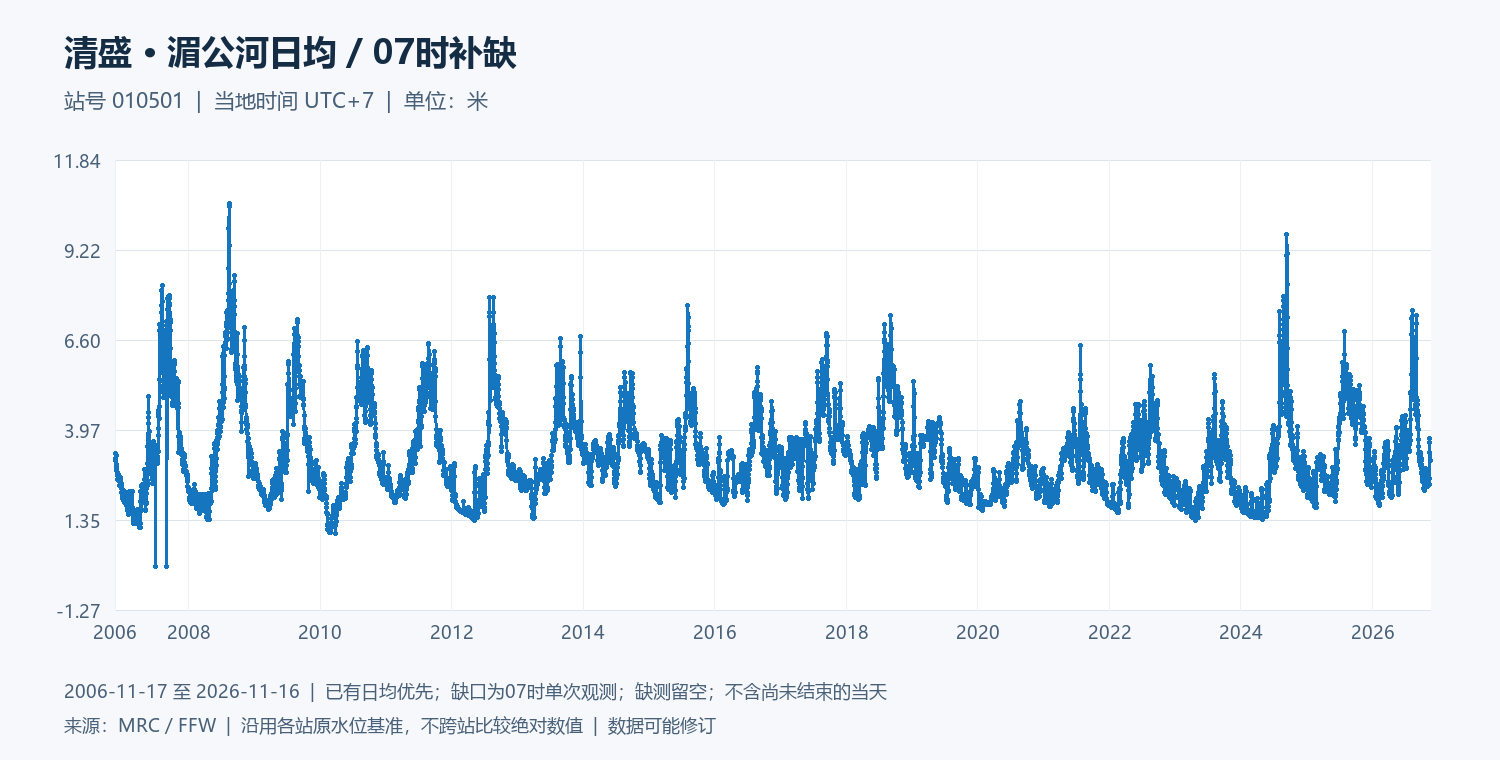 清盛・湄公河日均 / 07时补缺
站号 010501 | 当地时间 UTC+7 | 单位：米
11.84
9.22
6.60
3.97
1.35
-1.27
2006 2008 2010 2012 2014 2016 2018 2020 2022 2024 2026
2006-11-17 至 2026-11-16 | 已有日均优先；缺口为07时单次观测；缺测留空；不含尚未结束的当天
来源：MRC / FFW | 沿用各站原水位基准，不跨站比较绝对数值 | 数据可能修订